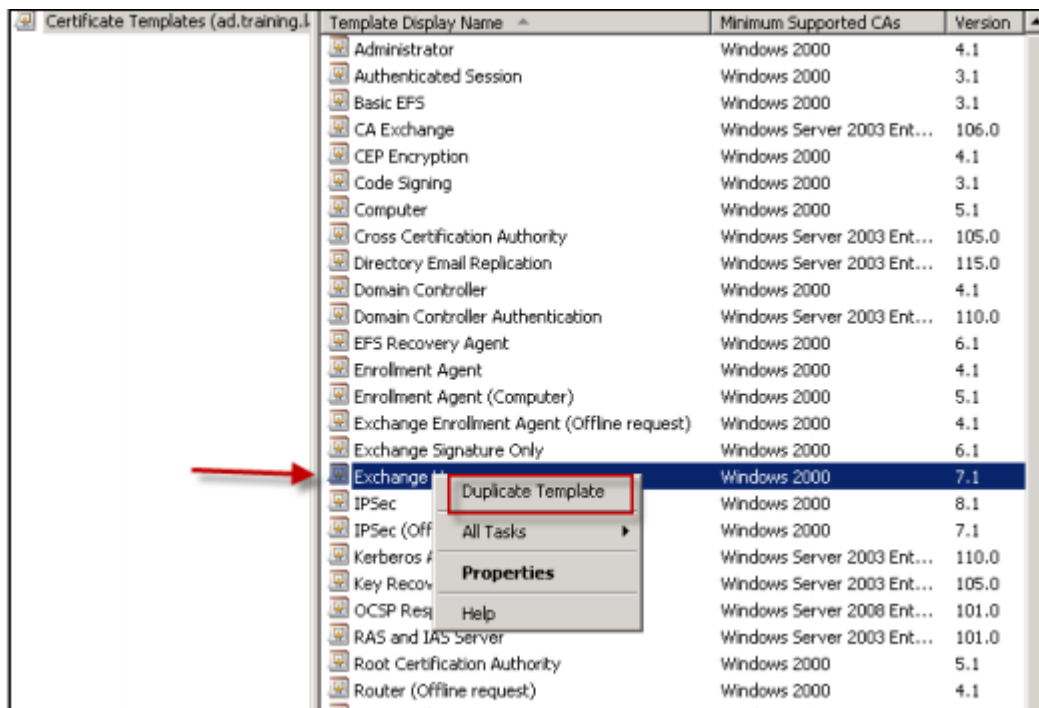 Certificate Templates (ad.training.
Template Display Name Minimum Supported CAs Version
Administrator Windows 2000 4.1
Authenticated Session Windows 2000 3.1
Basic EFS Windows 2000 3.1
CA Exchange Windows Server 2003 Ent... 106.0
CEP Encryption Windows 2000 4.1
Code Signing Windows 2000 3.1
Computer Windows 2000 5.1
Cross Certification Authority Windows Server 2003 Ent... 105.0
Directory Email Replication Windows Server 2003 Ent... 115.0
Domain Controller Windows 2000 4.1
Domain Controller Authentication Windows Server 2003 Ent... 110.0
EFS Recovery Agent Windows 2000 6.1
Enrollment Agent Windows 2000 4.1
Enrollment Agent (Computer) Windows 2000 5.1
Exchange Enrollment Agent (Offline request) Windows 2000 4.1
Exchange Signature Only Windows 2000 6.1
Exchange Windows 2000 7.1
Duplicate Template
IPSec Windows 2000 8.1
IPSec (Off Windows 2000 7.1
All Tasks
Kerberos Windows Server 2003 Ent... 110.0
Properties
Key Recov Windows Server 2003 Ent... 105.0
OCSP Res Windows Server 2008 Ent... 101.0
Help
RAS and IAS Server Windows Server 2003 Ent... 101.0
Root Certification Authority Windows 2000 5.1
Router (Offline request) Windows 2000 4.1